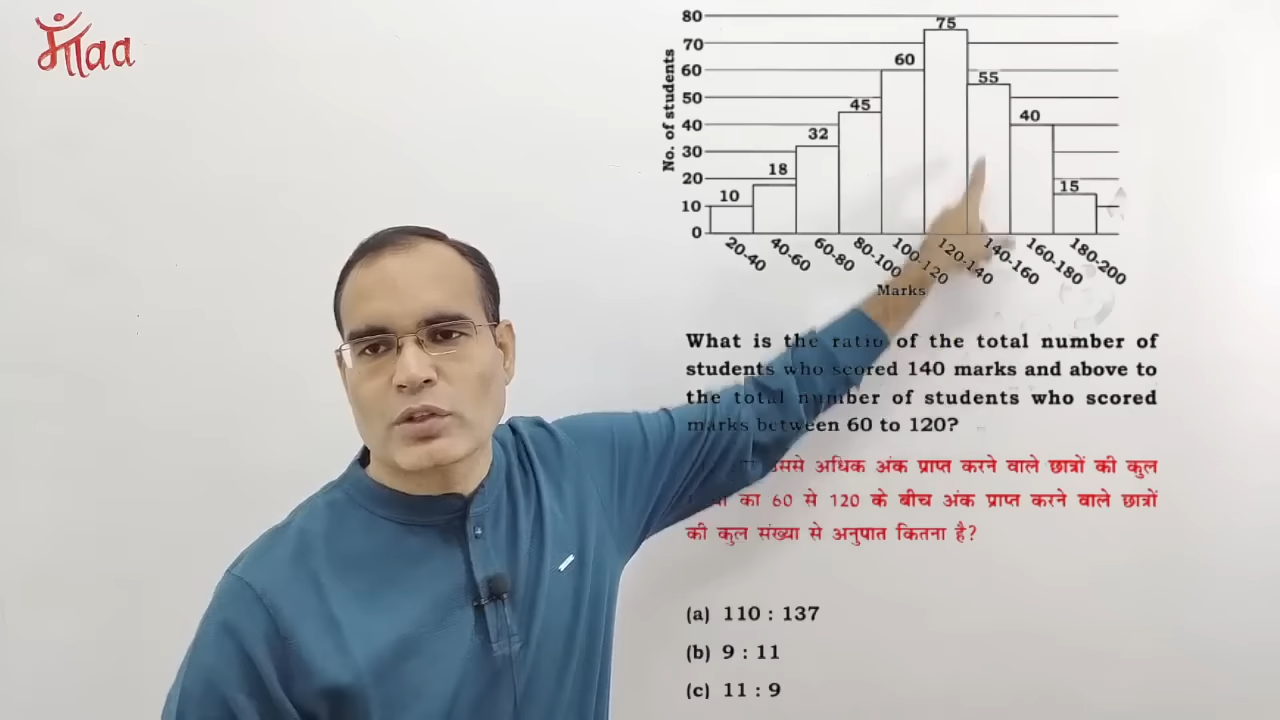 माँaa
80
70
60
50
40
30
20
10
0
No. of students
10
18
32
45
60
75
55
40
15
20-40
40-60
60-80
80-100
100-120
120-140
140-160
160-180
180-200
Marks
What is the ratio of the total number of
students who scored 140 marks and above to
the total number of students who scored
marks between 60 to 120?
अधिक अंक प्राप्त करने वाले छात्रों की कुल
का 60 से 120 के बीच अंक प्राप्त करने वाले छात्रों
की कुल संख्या से अनुपात कितना है?
(a) 110 : 137
(b) 9 : 11
(c) 11 : 9